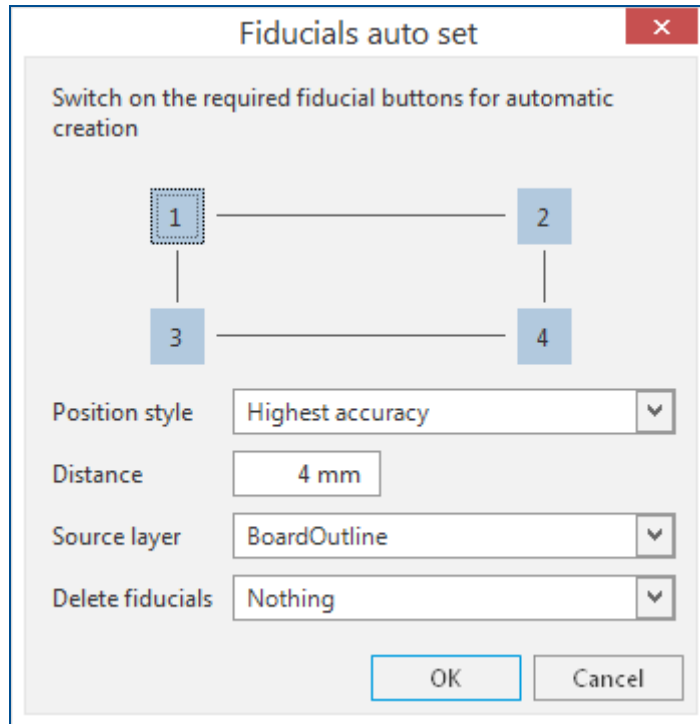 Fiducials auto set
Switch on the required fiducial buttons for automatic
creation
1 2
3 4
Position style Highest accuracy
Distance 4 mm
Source layer BoardOutline
Delete fiducials Nothing
OK Cancel